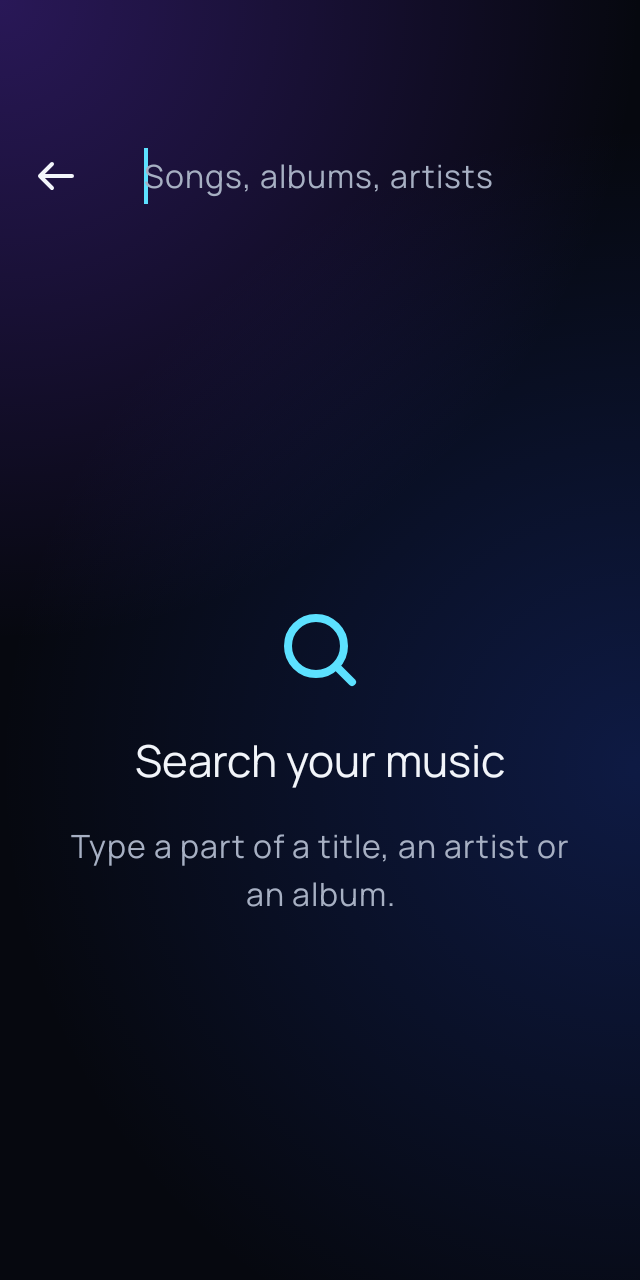 Songs, albums, artists
Search your music
Type a part of a title, an artist or
an album.